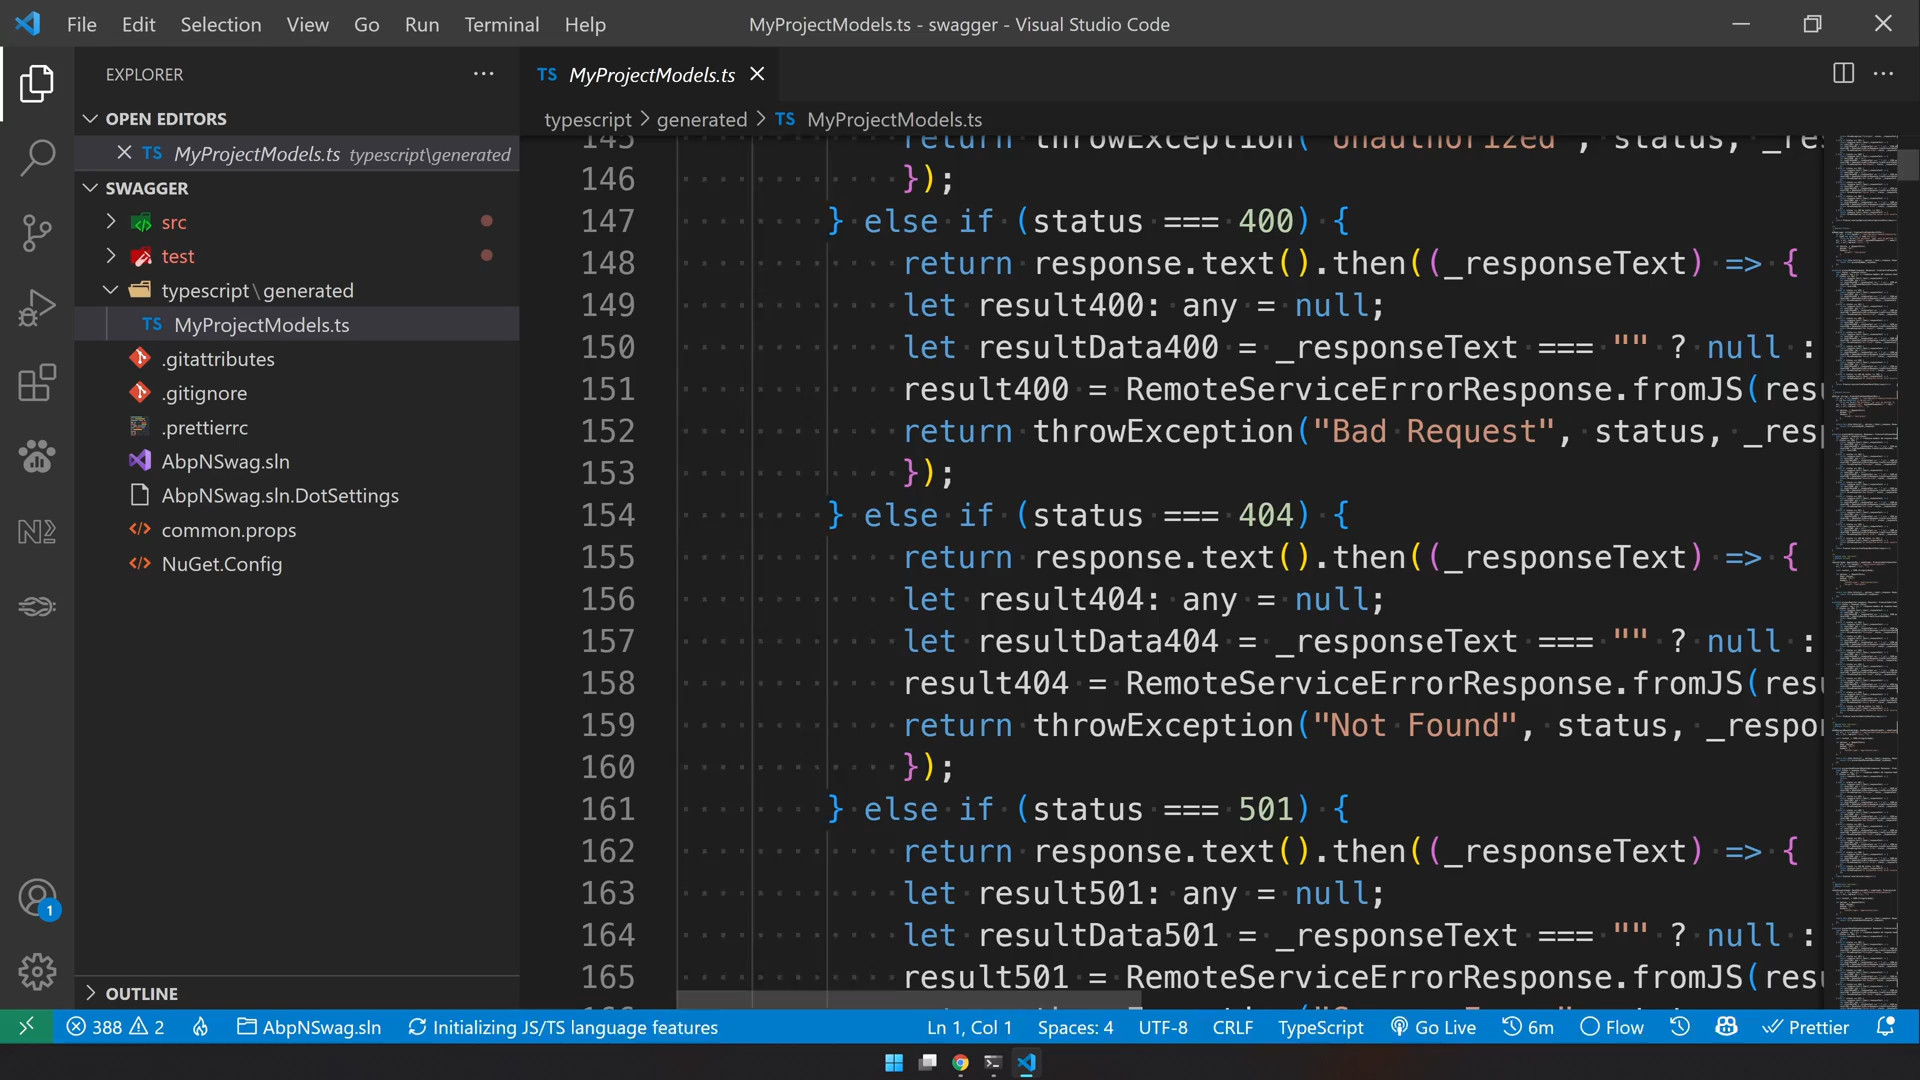 File Edit Selection View Go Run Terminal Help
MyProjectModels.ts - swagger - Visual Studio Code
EXPLORER
OPEN EDITORS
TS MyProjectModels.ts typescript\generated
SWAGGER
src
test
typescript\generated
TS MyProjectModels.ts
.gitattributes
.gitignore
.prettierrc
AbpNSwag.sln
AbpNSwag.sln.DotSettings
common.props
NuGet.Config
OUTLINE
1
TS MyProjectModels.ts
typescript > generated > TS MyProjectModels.ts
145 return throwException("Unauthorized", status, _res
146 });
147 } else if (status === 400) {
148 return response.text().then((_responseText) => {
149 let result400: any = null;
150 let resultData400 = _responseText === "" ? null :
151 result400 = RemoteServiceErrorResponse.fromJS(resu
152 return throwException("Bad Request", status, _resp
153 });
154 } else if (status === 404) {
155 return response.text().then((_responseText) => {
156 let result404: any = null;
157 let resultData404 = _responseText === "" ? null :
158 result404 = RemoteServiceErrorResponse.fromJS(resu
159 return throwException("Not Found", status, _respon
160 });
161 } else if (status === 501) {
162 return response.text().then((_responseText) => {
163 let result501: any = null;
164 let resultData501 = _responseText === "" ? null :
165 result501 = RemoteServiceErrorResponse.fromJS(resu
388 2 AbpNSwag.sln Initializing JS/TS language features Ln 1, Col 1 Spaces: 4 UTF-8 CRLF TypeScript Go Live 6m Flow Prettier